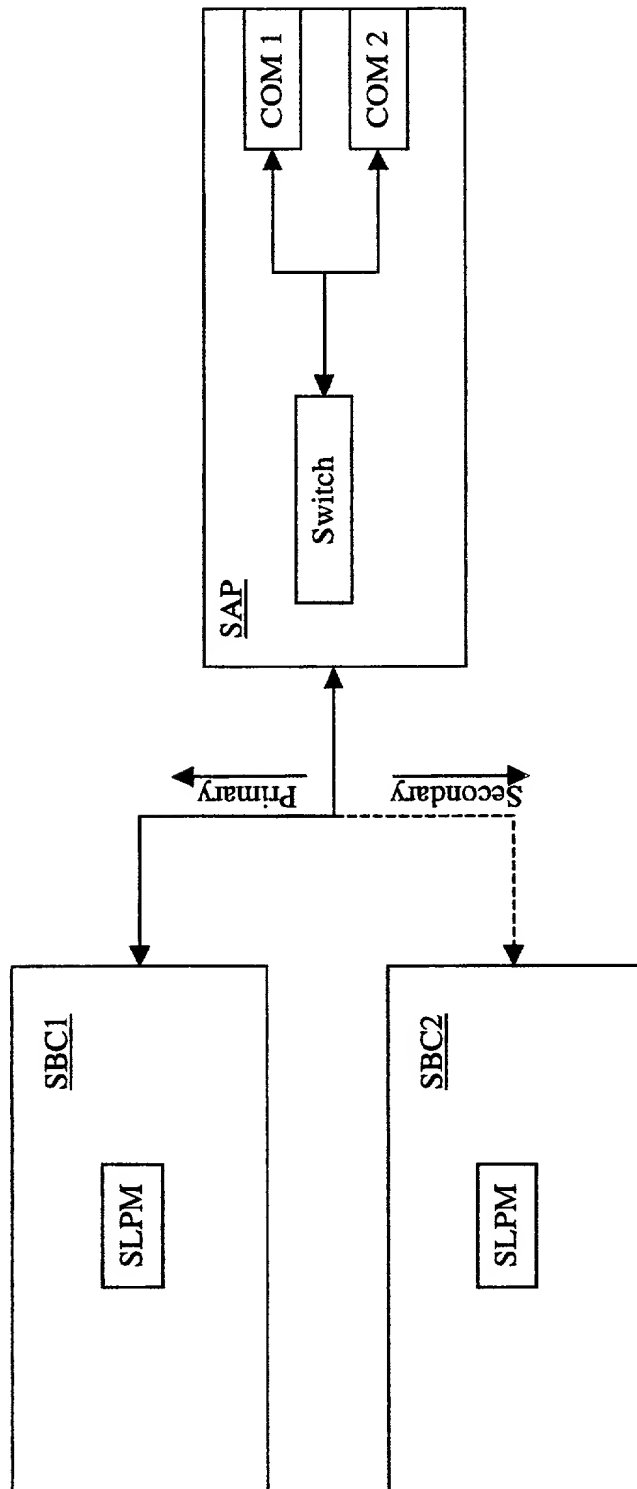 SBC1
SLPM
SBC2
SLPM
Primary
Secondary
SAP
Switch
COM 1
COM 2